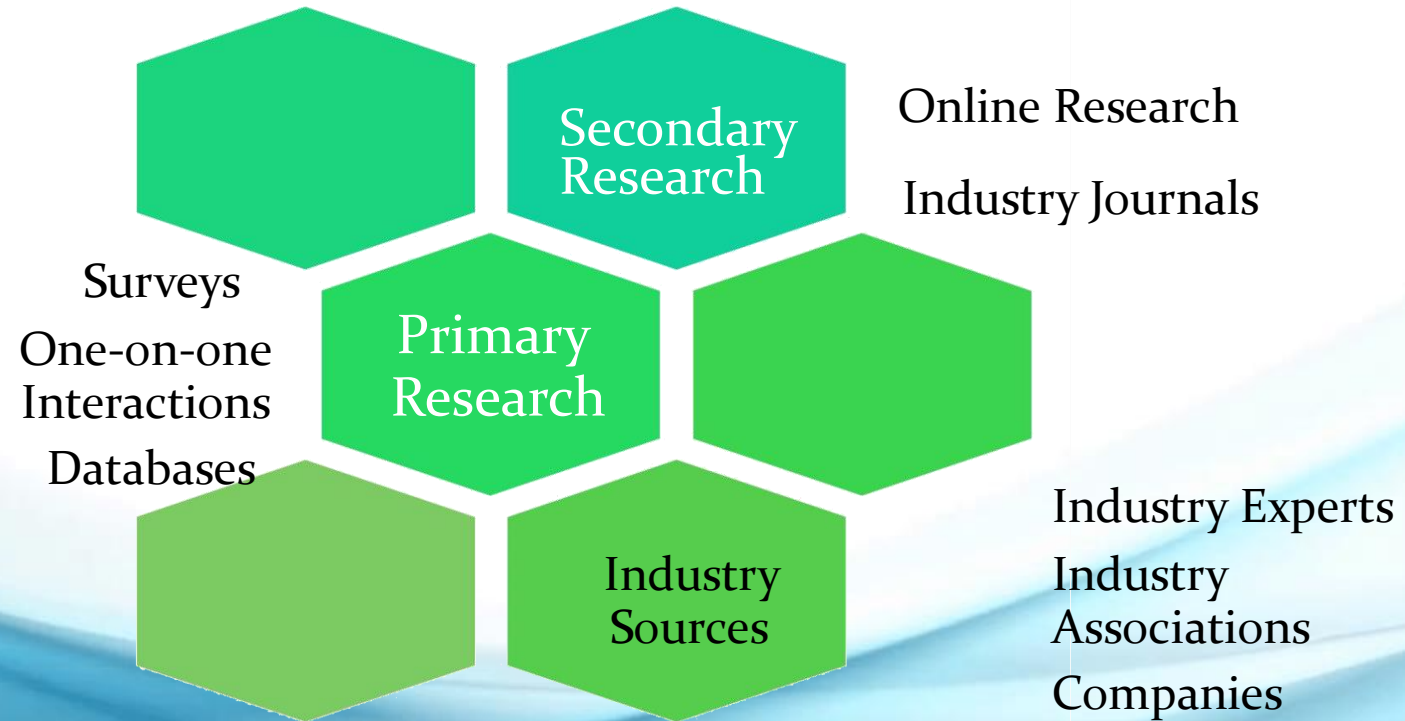 Secondary
Research
Online Research
Industry Journals
Surveys
One-on-one
Interactions
Databases
Primary
Research
Industry
Sources
Industry Experts
Industry
Associations
Companies